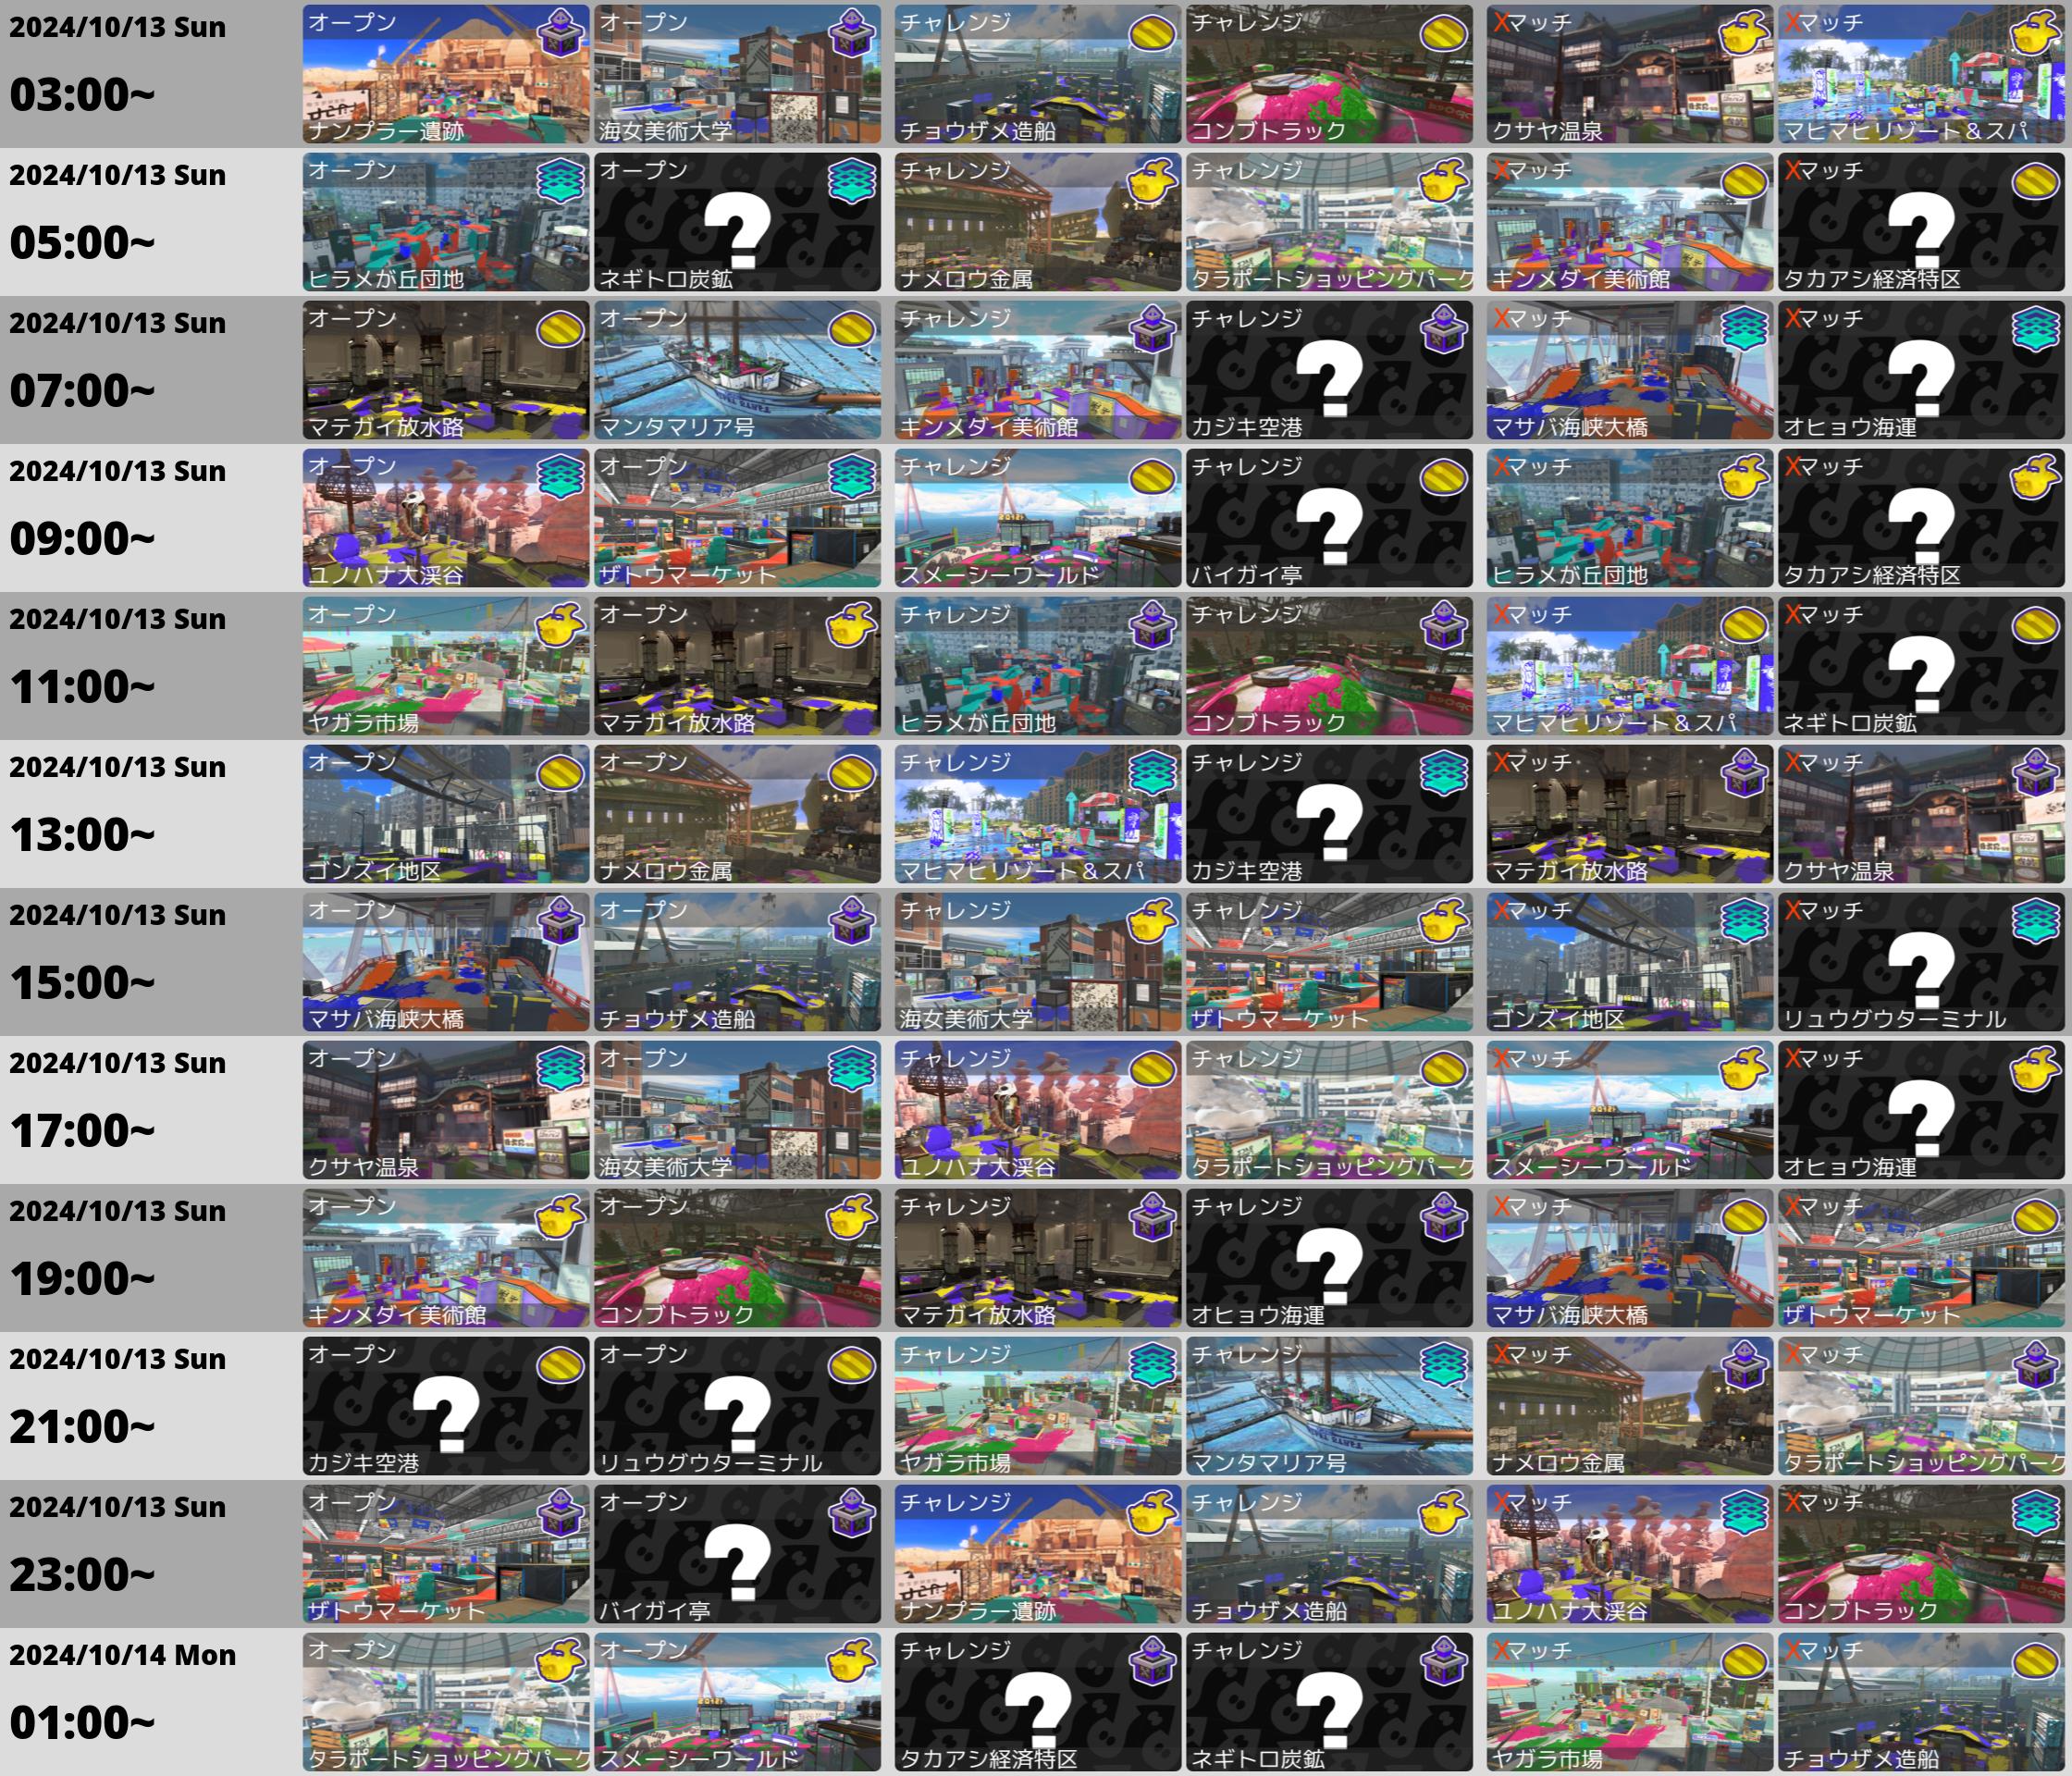 2024/10/13 Sun
03:00~
オープン
ナンプラー遺跡
オープン
海女美術大学
チャレンジ
チョウザメ造船
チャレンジ
コンブトラック
Xマッチ
クサヤ温泉
Xマッチ
マヒマヒリゾート＆スパ
2024/10/13 Sun
05:00~
オープン
ヒラメが丘団地
オープン
ネギトロ炭鉱
チャレンジ
ナメロウ金属
チャレンジ
タラポートショッピングパーク
Xマッチ
キンメダイ美術館
Xマッチ
タカアシ経済特区
2024/10/13 Sun
07:00~
オープン
マテガイ放水路
オープン
マンタマリア号
チャレンジ
キンメダイ美術館
チャレンジ
カジキ空港
Xマッチ
マサバ海峡大橋
Xマッチ
オヒョウ海運
2024/10/13 Sun
09:00~
オープン
ユノハナ大渓谷
オープン
ザトウマーケット
チャレンジ
スメーシーワールド
チャレンジ
バイガイ亭
Xマッチ
ヒラメが丘団地
Xマッチ
タカアシ経済特区
2024/10/13 Sun
11:00~
オープン
ヤガラ市場
オープン
マテガイ放水路
チャレンジ
ヒラメが丘団地
チャレンジ
コンブトラック
Xマッチ
マヒマヒリゾート＆スパ
Xマッチ
ネギトロ炭鉱
2024/10/13 Sun
13:00~
オープン
ゴンズイ地区
オープン
ナメロウ金属
チャレンジ
マヒマヒリゾート＆スパ
チャレンジ
カジキ空港
Xマッチ
マテガイ放水路
Xマッチ
クサヤ温泉
2024/10/13 Sun
15:00~
オープン
マサバ海峡大橋
オープン
チョウザメ造船
チャレンジ
海女美術大学
チャレンジ
ザトウマーケット
Xマッチ
ゴンズイ地区
Xマッチ
リュウグウターミナル
2024/10/13 Sun
17:00~
オープン
クサヤ温泉
オープン
海女美術大学
チャレンジ
ユノハナ大渓谷
チャレンジ
タラポートショッピングパーク
Xマッチ
スメーシーワールド
Xマッチ
オヒョウ海運
2024/10/13 Sun
19:00~
オープン
キンメダイ美術館
オープン
コンブトラック
チャレンジ
マテガイ放水路
チャレンジ
オヒョウ海運
Xマッチ
マサバ海峡大橋
Xマッチ
ザトウマーケット
2024/10/13 Sun
21:00~
オープン
カジキ空港
オープン
リュウグウターミナル
チャレンジ
ヤガラ市場
チャレンジ
マンタマリア号
Xマッチ
ナメロウ金属
Xマッチ
タラポートショッピングパーク
2024/10/13 Sun
23:00~
オープン
ザトウマーケット
オープン
バイガイ亭
チャレンジ
ナンプラー遺跡
チャレンジ
チョウザメ造船
Xマッチ
ユノハナ大渓谷
Xマッチ
コンブトラック
2024/10/14 Mon
01:00~
オープン
タラポートショッピングパーク
オープン
スメーシーワールド
チャレンジ
タカアシ経済特区
チャレンジ
ネギトロ炭鉱
Xマッチ
ヤガラ市場
Xマッチ
チョウザメ造船